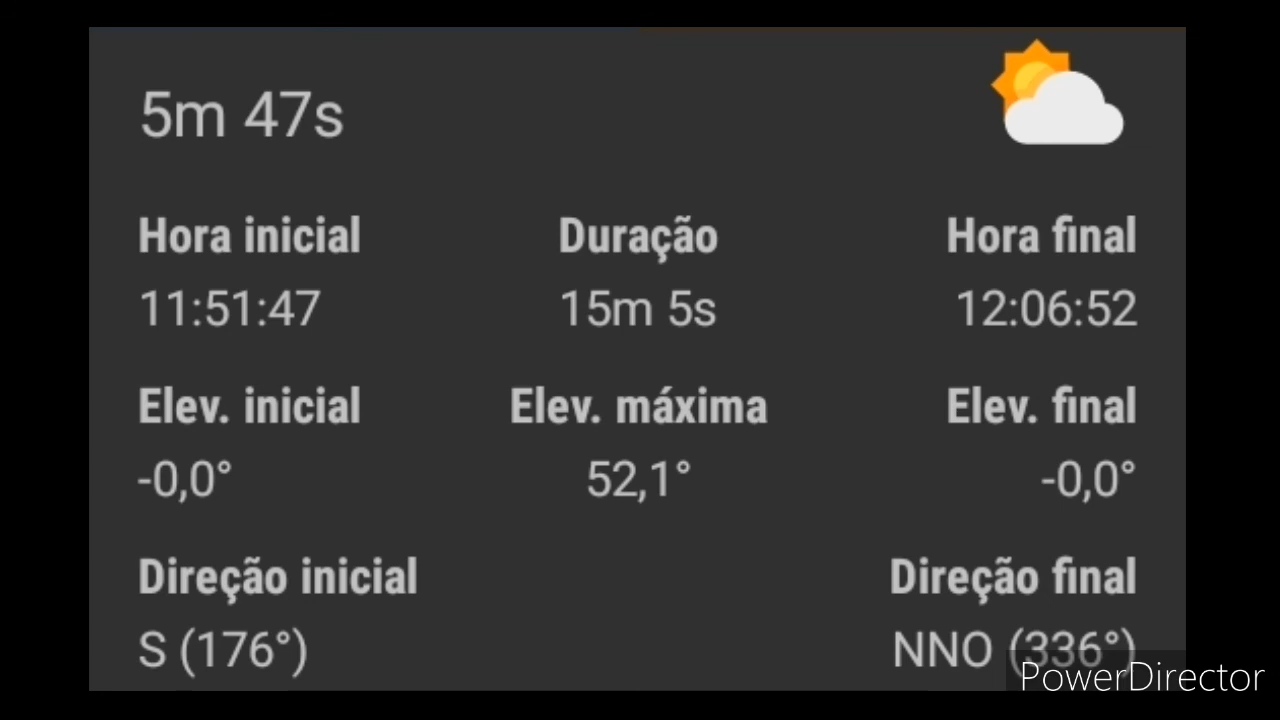 5m 47s
Hora inicial Duração Hora final
11:51:47 15m 5s 12:06:52
Elev. inicial Elev. máxima Elev. final
-0,0° 52,1° -0,0°
Direção inicial Direção final
S (176°) NNO (336°)
PowerDirector